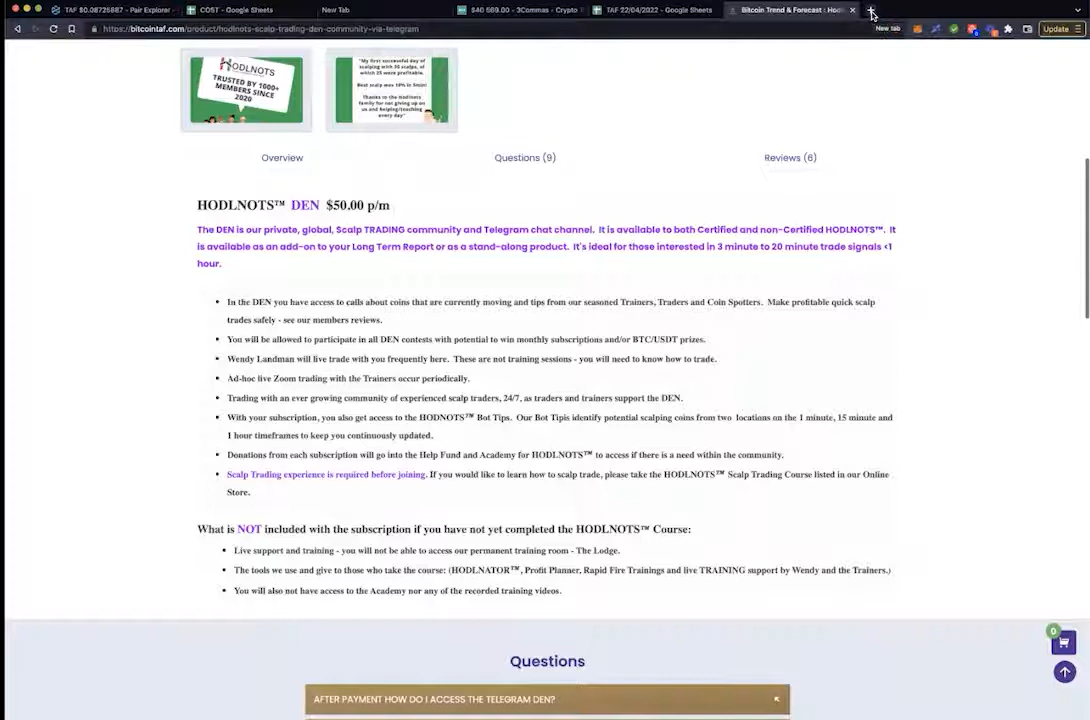 TAF $0.08725887 - Pair Explorer
COST - Google Sheets
New Tab
$40 569.00 - 3Commas - Crypto
TAF 22/04/2022 - Google Sheets
Bitcoin Trend & Forecast : Hodl
https://bitcointaf.com/product/hodlnots-scalp-trading-den-community-via-telegram
New tab
Update
HODLNOTS
TRUSTED BY 1000+
MEMBERS SINCE
2020
"My first successful day of
scalping with 36 scalps, of
which 25 were profitable.
Best scalp was 10% in 5min!
Thanks to the Hodlnots
family for not giving up on
us and helping/teaching
every day"
Overview
Questions (9)
Reviews (6)
HODLNOTS™ DEN $50.00 p/m
The DEN is our private, global, Scalp TRADING community and Telegram chat channel. It is available to both Certified and non-Certified HODLNOTS™. It
is available as an add-on to your Long Term Report or as a stand-along product. It's ideal for those interested in 3 minute to 20 minute trade signals <1
hour.
In the DEN you have access to calls about coins that are currently moving and tips from our seasoned Trainers, Traders and Coin Spotters. Make profitable quick scalp
trades safely - see our members reviews.
You will be allowed to participate in all DEN contests with potential to win monthly subscriptions and/or BTC/USDT prizes.
Wendy Landman will live trade with you frequently here. These are not training sessions - you will need to know how to trade.
Ad-hoc live Zoom trading with the Trainers occur periodically.
Trading with an ever growing community of experienced scalp traders, 24/7, as traders and trainers support the DEN.
With your subscription, you also get access to the HODNOTS™ Bot Tips. Our Bot Tipis identify potential scalping coins from two locations on the 1 minute, 15 minute and
1 hour timeframes to keep you continuously updated.
Donations from each subscription will go into the Help Fund and Academy for HODLNOTS™ to access if there is a need within the community.
Scalp Trading experience is required before joining. If you would like to learn how to scalp trade, please take the HODLNOTS™ Scalp Trading Course listed in our Online
Store.
What is NOT included with the subscription if you have not yet completed the HODLNOTS™ Course:
Live support and training - you will not be able to access our permanent training room - The Lodge.
The tools we use and give to those who take the course: (HODLNATOR™, Profit Planner, Rapid Fire Trainings and live TRAINING support by Wendy and the Trainers.)
You will also not have access to the Academy nor any of the recorded training videos.
0
Questions
AFTER PAYMENT HOW DO I ACCESS THE TELEGRAM DEN?